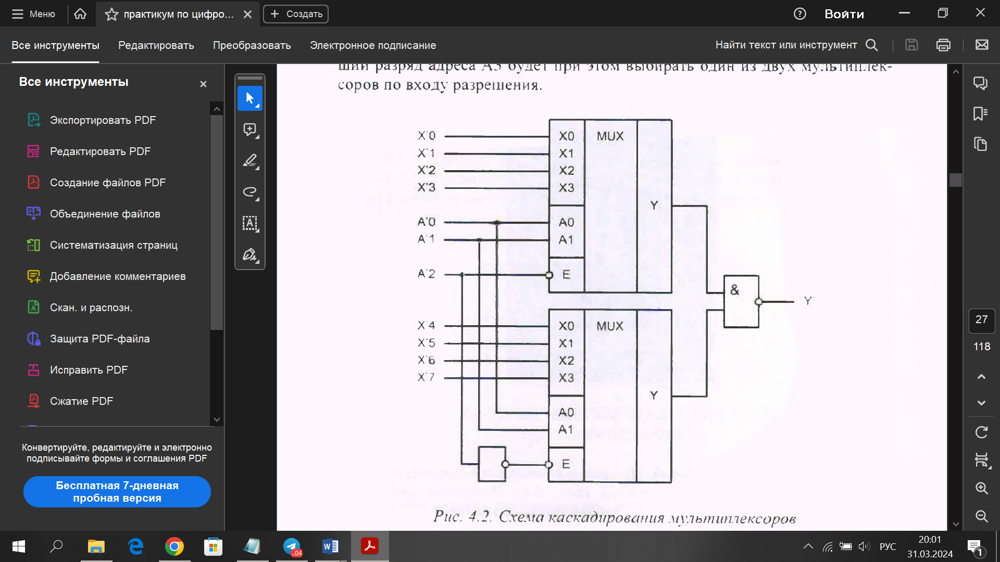 Меню
практикум по цифро...
Создать
Войти
Все инструменты
Редактировать
Преобразовать
Электронное подписание
Найти текст или инструмент
Все инструменты
Экспортировать PDF
Редактировать PDF
Создание файлов PDF
Объединение файлов
Систематизация страниц
Добавление комментариев
Скан. и распозн.
Защита PDF-файла
Исправить PDF
Сжатие PDF
Конвертируйте, редактируйте и электронно
подписывайте формы и соглашения PDF
Бесплатная 7-дневная
пробная версия
ший разряд адреса А3 будет при этом выбирать один из двух мультиплек-
соров по входу разрешения.
X'0 X0 MUX
X'1 X1
X'2 X2
X'3 X3
Y
A'0 A0
A'1 A1
A'2 E
&
Y'
X'4 X0 MUX
X'5 X1
X'6 X2
X'7 X3
Y
A0
A1
E
Рис. 4.2. Схема каскадирования мультиплексоров
27
118
..04
РУС
20:01
31.03.2024
1